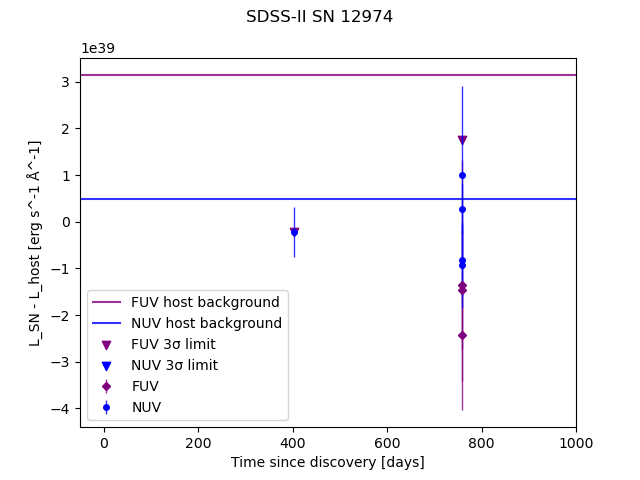 SDSS-II SN 12974
1e39
3
2
1
0
−1
−2
−3
−4
L_SN - L_host [erg s^-1 Å^-1]
FUV host background
NUV host background
FUV 3σ limit
NUV 3σ limit
FUV
NUV
0 200 400 600 800 1000
Time since discovery [days]